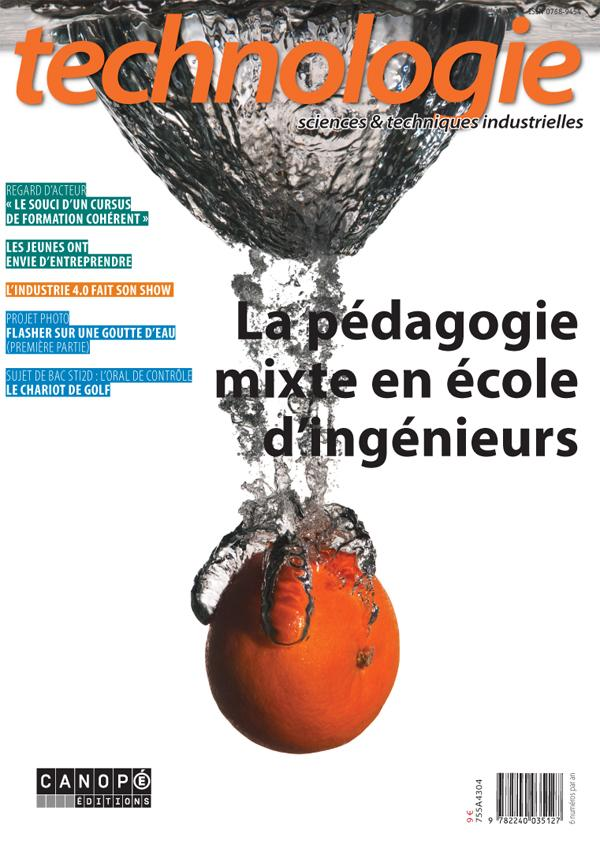 ISSN 0768-9454
technologie
sciences & techniques industrielles
REGARD D'ACTEUR
« LE SOUCI D'UN CURSUS
DE FORMATION COHÉRENT »
LES JEUNES ONT
ENVIE D'ENTREPRENDRE
L'INDUSTRIE 4.0 FAIT SON SHOW
PROJET PHOTO
FLASHER SUR UNE GOUTTE D'EAU
(PREMIÈRE PARTIE)
SUJET DE BAC STI2D : L'ORAL DE CONTRÔLE
LE CHARIOT DE GOLF
La pédagogie
mixte en école
d'ingénieurs
CANOPÉ
ÉDITIONS
9 €
755A4304
9 782240 035127
6 numéros par an